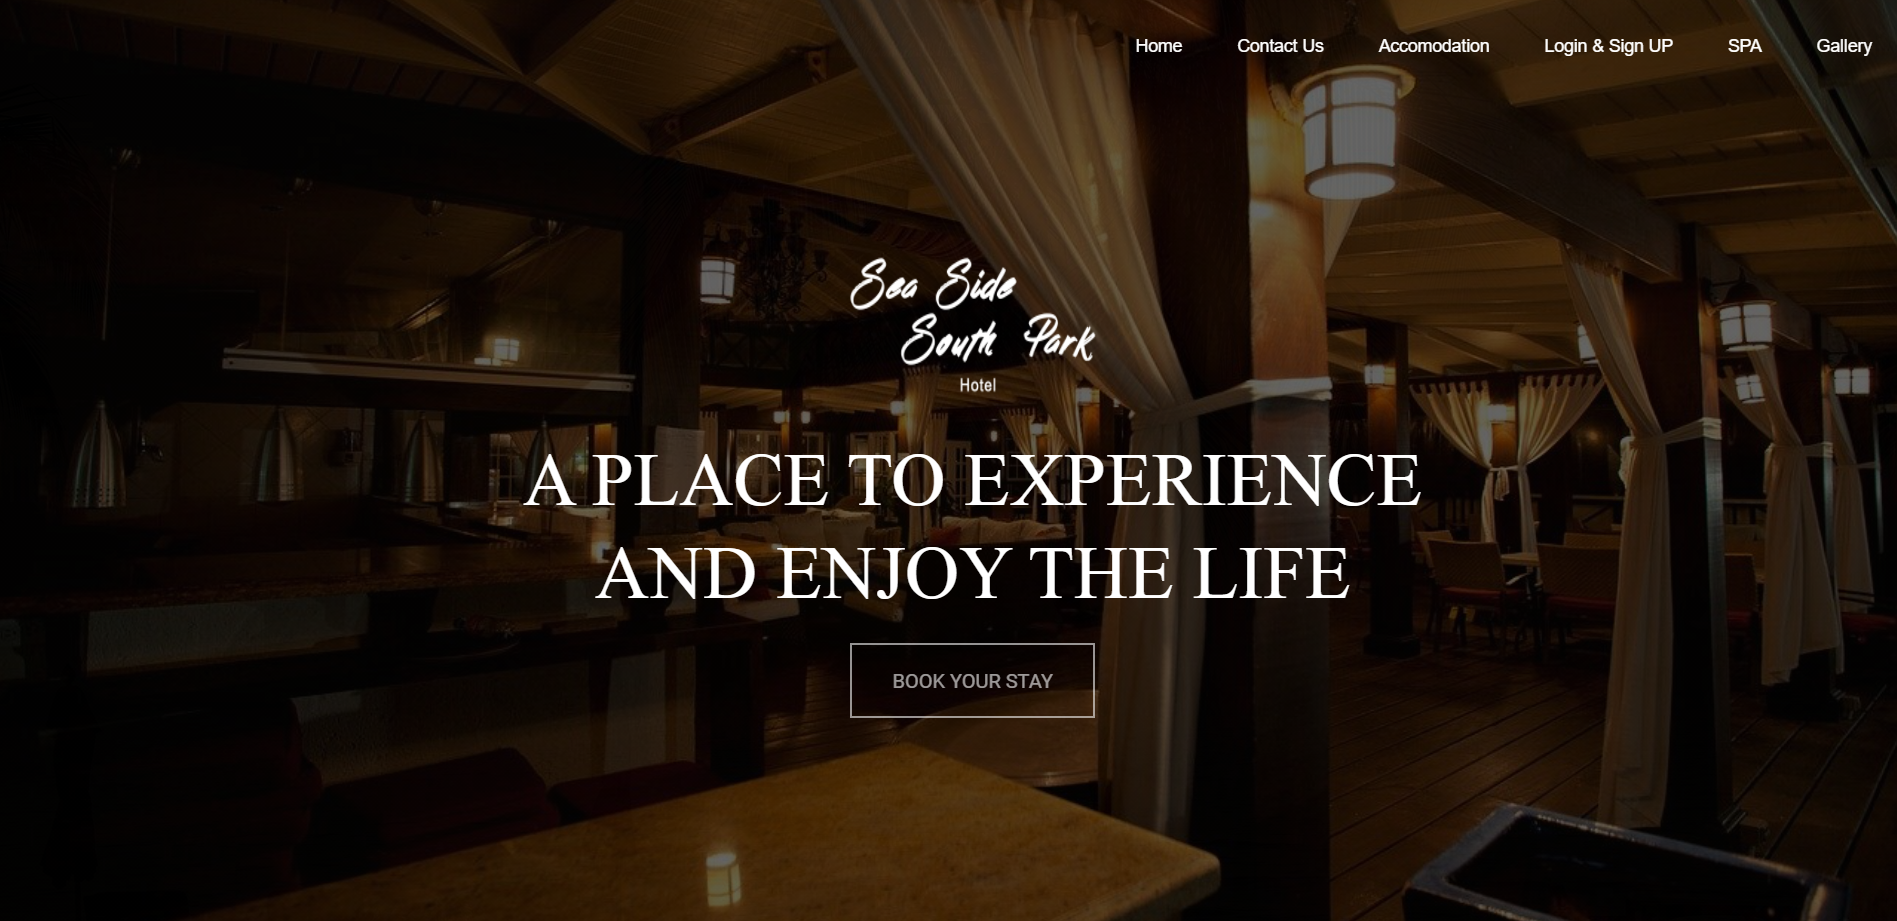 Home Contact Us Accomodation Login & Sign UP SPA Gallery
Sea Side
South Park
Hotel
A PLACE TO EXPERIENCE
AND ENJOY THE LIFE
BOOK YOUR STAY